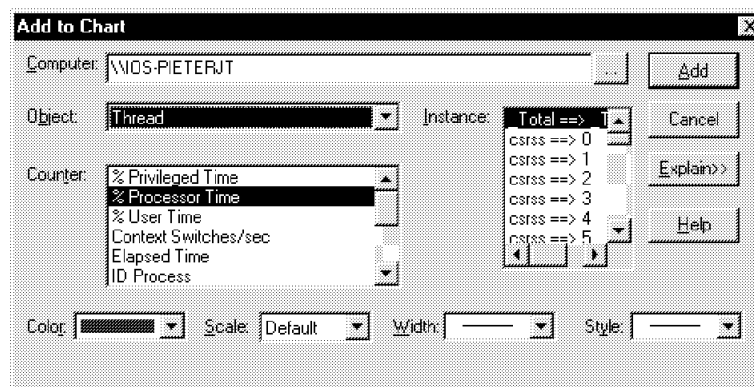 Add to Chart
Computer: \\IOS-PIETERJT ... Add
Object: Thread Instance: Total ==> T Cancel
csrss ==> 0
csrss ==> 1
csrss ==> 2
csrss ==> 3
csrss ==> 4
csrss ==> 5
Explain>>
Help
Counter: % Privileged Time
% Processor Time
% User Time
Context Switches/sec
Elapsed Time
ID Process
Color: Scale: Default Width: Style: